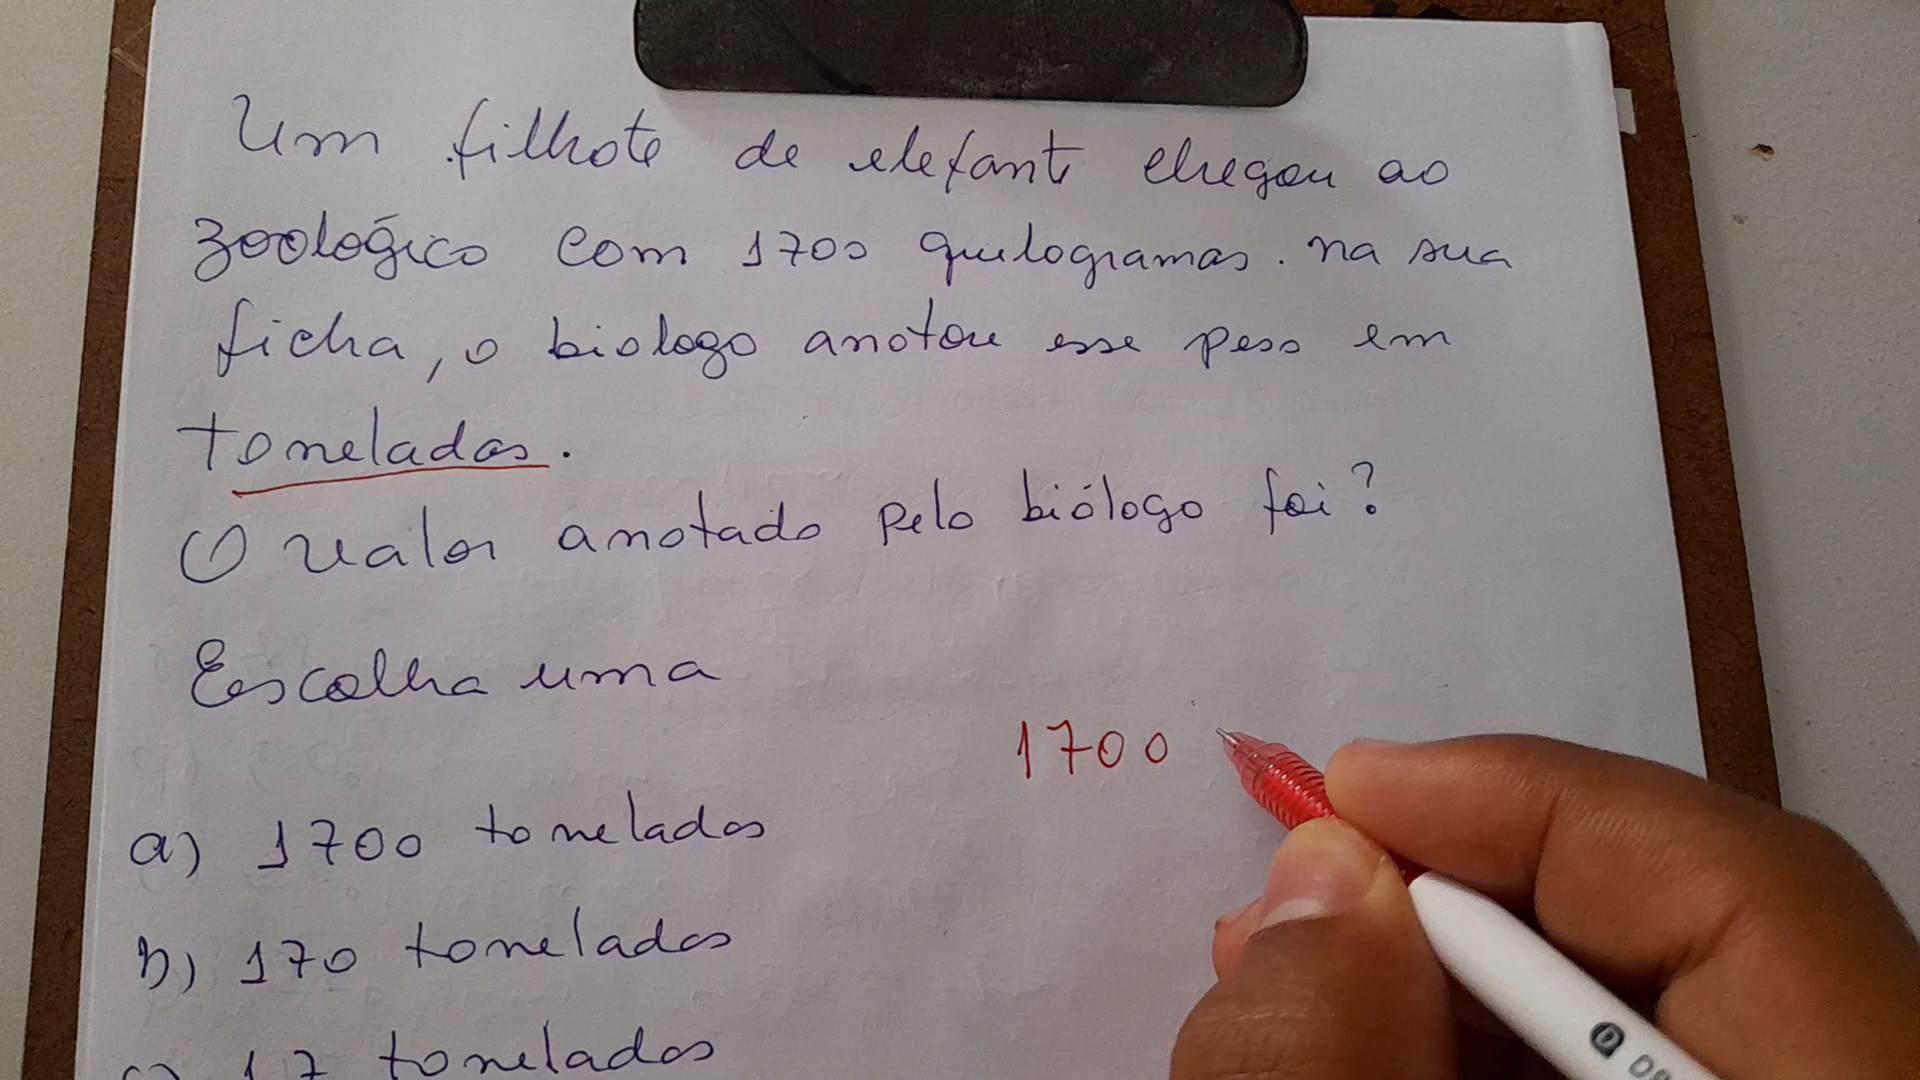 Um filhote de elefante chegou ao
zoológico com 1700 quilogramas. na sua
ficha, o biologo anotou esse peso em
toneladas.
O valor anotado pelo biólogo foi?
Escolha uma
1700
a) 1700 toneladas
b) 170 toneladas
c) 17 toneladas